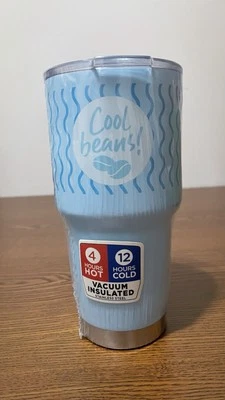 Cool
beans!
4
HOURS
HOT
12
HOURS
COLD
VACUUM
INSULATED
STAINLESS STEEL